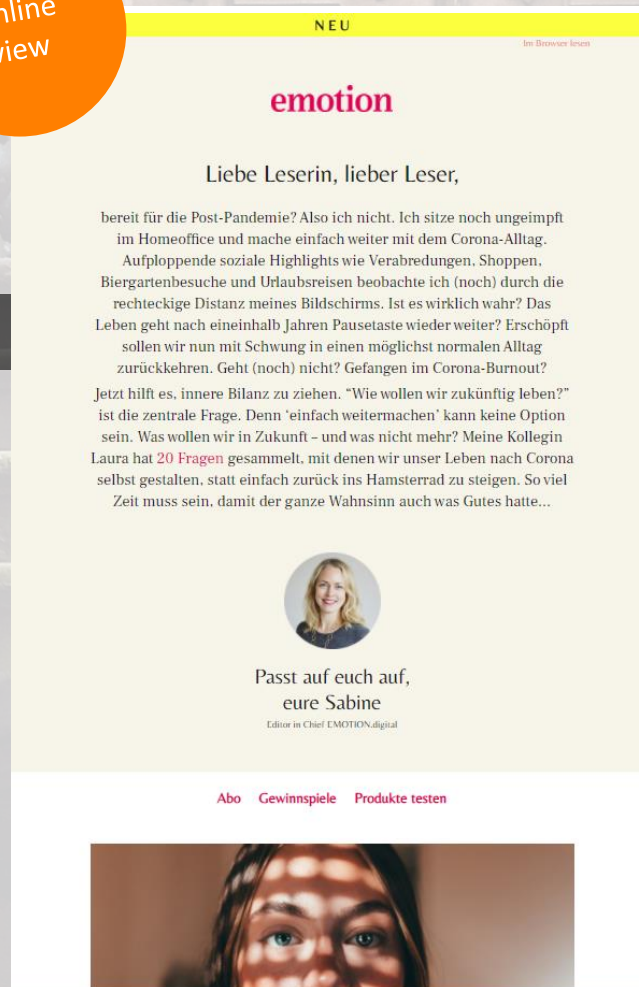 nline
view
NEU
Im Browser lesen
emotion
Liebe Leserin, lieber Leser,
bereit für die Post-Pandemie? Also ich nicht. Ich sitze noch ungeimpft
im Homeoffice und mache einfach weiter mit dem Corona-Alltag.
Aufploppende soziale Highlights wie Verabredungen, Shoppen,
Biergartenbesuche und Urlaubsreisen beobachte ich (noch) durch die
rechteckige Distanz meines Bildschirms. Ist es wirklich wahr? Das
Leben geht nach eineinhalb Jahren Pausetaste wieder weiter? Erschöpft
sollen wir nun mit Schwung in einen möglichst normalen Alltag
zurückkehren. Geht (noch) nicht? Gefangen im Corona-Burnout?
Jetzt hilft es, innere Bilanz zu ziehen. “Wie wollen wir zukünftig leben?”
ist die zentrale Frage. Denn ‘einfach weitermachen’ kann keine Option
sein. Was wollen wir in Zukunft – und was nicht mehr? Meine Kollegin
Laura hat 20 Fragen gesammelt, mit denen wir unser Leben nach Corona
selbst gestalten, statt einfach zurück ins Hamsterrad zu steigen. So viel
Zeit muss sein, damit der ganze Wahnsinn auch was Gutes hatte...
Passt auf euch auf,
eure Sabine
Editor in Chief EMOTION.digital
Abo Gewinnspiele Produkte testen